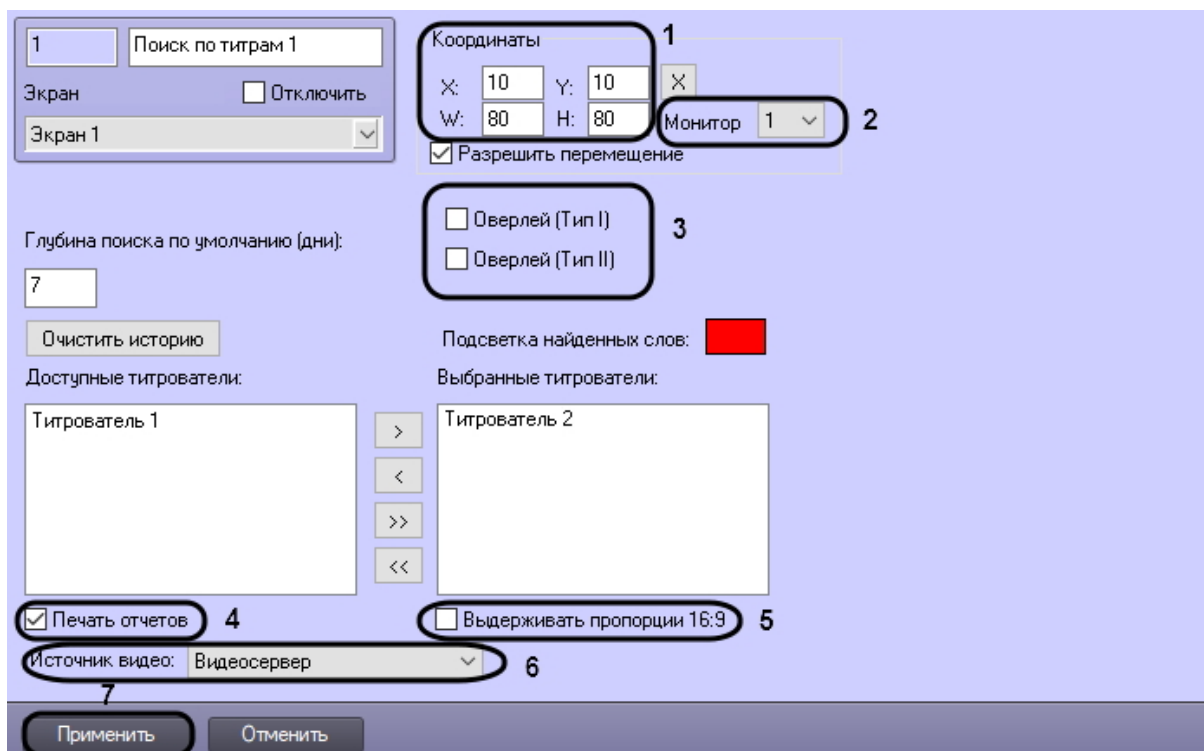 1 Поиск по титрам 1
Экран Отключить
Экран 1
Координаты 1
X: 10 Y: 10 X
W: 80 H: 80 Монитор 1 2
Разрешить перемещение
Оверлей (Тип I)
Оверлей (Тип II)
3
Глубина поиска по умолчанию (дни):
7
Очистить историю Подсветка найденных слов:
Доступные титрователи: Выбранные титрователи:
Титрователь 1 Титрователь 2
>
<
>>
<<
Печать отчетов 4 Выдерживать пропорции 16:9 5
Источник видео: Видеосервер 6
7
Применить Отменить